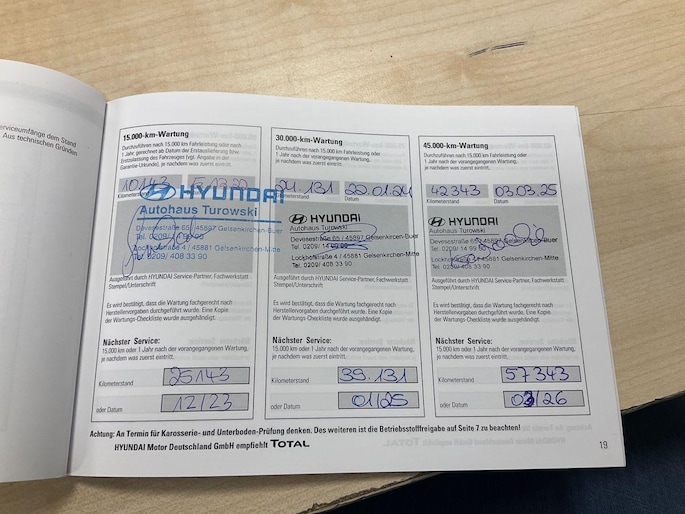 erviceumfänge dem Stand
Aus technischen Gründen
15.000-km-Wartung
Durchzuführen nach 15.000 km Fahrleistung oder
1 Jahr, gerechnet ab Datum der Ersteauslieferung bzw.
Erstzulassung des Fahrzeuges (vgl. Angabe in der
Garantie-Urkunde), je nachdem was zuerst eintritt.
10143
Kilometerstand
HYUNDAI
Autohaus Turowski
Devesestraße 65 / 45897 Gelsenkirchen-Buer
Tel. 0209/
Lockhofstraße 4 / 45881 Gelsenkirchen-Mitte
Tel. 0209/ 408 33 90
Ausgeführt durch HYUNDAI Service-Partner, Fachwerkstatt
Stempel/Unterschrift
Es wird bestätigt, dass die Wartung fachgerecht nach
Herstellervorgaben durchgeführt wurde. Eine Kopie
der Wartungs-Checkliste wurde ausgehändigt.
Nächster Service:
15.000 km oder 1 Jahr nach der vorangegangenen Wartung,
je nachdem was zuerst eintritt.
Kilometerstand
25143
oder Datum
12/23
30.000-km-Wartung
Durchzuführen nach 15.000 km Fahrleistung oder
1 Jahr nach der vorangegangenen Wartung,
je nachdem was zuerst eintritt.
24.131 22.01.24
Kilometerstand Datum
HYUNDAI
Autohaus Turowski
Devesestraße 65 / 45897 Gelsenkirchen-Buer
Tel. 0209/
Lockhofstraße 4 / 45881 Gelsenkirchen-Mitte
Tel. 0209/ 408 33 90
Ausgeführt durch HYUNDAI Service-Partner, Fachwerkstatt
Stempel/Unterschrift
Es wird bestätigt, dass die Wartung fachgerecht nach
Herstellervorgaben durchgeführt wurde. Eine Kopie
der Wartungs-Checkliste wurde ausgehändigt.
Nächster Service:
15.000 km oder 1 Jahr nach der vorangegangenen Wartung,
je nachdem was zuerst eintritt.
Kilometerstand
39.131
oder Datum
01/25
45.000-km-Wartung
Durchzuführen nach 15.000 km Fahrleistung oder
1 Jahr nach der vorangegangenen Wartung,
je nachdem was zuerst eintritt.
42343 03.03.25
Kilometerstand Datum
HYUNDAI
Autohaus Turowski
Devesestraße 65 / Gelsenkirchen-Buer
Tel. 0209/ 14 99
4 / 45881 Gelsenkirchen-Mitte
Tel. 0209/ 408 33 90
Ausgeführt durch HYUNDAI Service-Partner, Fachwerkstatt
Stempel/Unterschrift
Es wird bestätigt, dass die Wartung fachgerecht nach
Herstellervorgaben durchgeführt wurde. Eine Kopie
der Wartungs-Checkliste wurde ausgehändigt.
Nächster Service:
15.000 km oder 1 Jahr nach der vorangegangenen Wartung,
je nachdem was zuerst eintritt.
Kilometerstand
57343
oder Datum
03/26
Achtung: An Termin für Karosserie- und Unterboden-Prüfung denken. Des weiteren ist die Betriebsstofffreigabe auf Seite 7 zu beachten!
HYUNDAI Motor Deutschland GmbH empfiehlt TOTAL
19